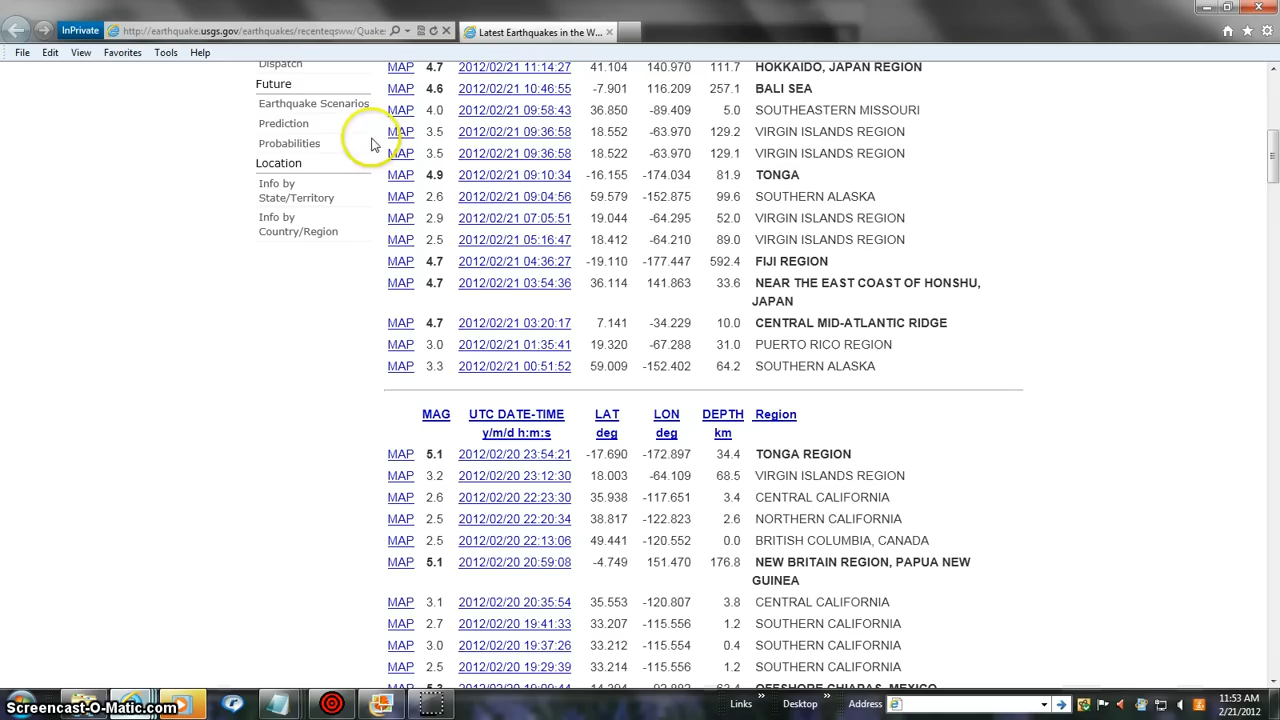 InPrivate http://earthquake.usgs.gov/earthquakes/recenteqsww/Quake Latest Earthquakes in the W...
File Edit View Favorites Tools Help
Dispatch
Future
Earthquake Scenarios
Prediction
Probabilities
Location
Info by
State/Territory
Info by
Country/Region
MAP 4.7 2012/02/21 11:14:27 41.104 140.970 111.7 HOKKAIDO, JAPAN REGION
MAP 4.6 2012/02/21 10:46:55 -7.901 116.209 257.1 BALI SEA
MAP 4.0 2012/02/21 09:58:43 36.850 -89.409 5.0 SOUTHEASTERN MISSOURI
MAP 3.5 2012/02/21 09:36:58 18.552 -63.970 129.2 VIRGIN ISLANDS REGION
MAP 3.5 2012/02/21 09:36:58 18.522 -63.970 129.1 VIRGIN ISLANDS REGION
MAP 4.9 2012/02/21 09:10:34 -16.155 -174.034 81.9 TONGA
MAP 2.6 2012/02/21 09:04:56 59.579 -152.875 99.6 SOUTHERN ALASKA
MAP 2.9 2012/02/21 07:05:51 19.044 -64.295 52.0 VIRGIN ISLANDS REGION
MAP 2.5 2012/02/21 05:16:47 18.412 -64.210 89.0 VIRGIN ISLANDS REGION
MAP 4.7 2012/02/21 04:36:27 -19.110 -177.447 592.4 FIJI REGION
MAP 4.7 2012/02/21 03:54:36 36.114 141.863 33.6 NEAR THE EAST COAST OF HONSHU,
JAPAN
MAP 4.7 2012/02/21 03:20:17 7.141 -34.229 10.0 CENTRAL MID-ATLANTIC RIDGE
MAP 3.0 2012/02/21 01:35:41 19.320 -67.288 31.0 PUERTO RICO REGION
MAP 3.3 2012/02/21 00:51:52 59.009 -152.402 64.2 SOUTHERN ALASKA
MAG UTC DATE-TIME LAT LON DEPTH Region
y/m/d h:m:s deg deg km
MAP 5.1 2012/02/20 23:54:21 -17.690 -172.897 34.4 TONGA REGION
MAP 3.2 2012/02/20 23:12:30 18.003 -64.109 68.5 VIRGIN ISLANDS REGION
MAP 2.6 2012/02/20 22:23:30 35.938 -117.651 3.4 CENTRAL CALIFORNIA
MAP 2.5 2012/02/20 22:20:34 38.817 -122.823 2.6 NORTHERN CALIFORNIA
MAP 2.5 2012/02/20 22:13:06 49.441 -120.552 0.0 BRITISH COLUMBIA, CANADA
MAP 5.1 2012/02/20 20:59:08 -4.749 151.470 176.8 NEW BRITAIN REGION, PAPUA NEW
GUINEA
MAP 3.1 2012/02/20 20:35:54 35.553 -120.807 3.8 CENTRAL CALIFORNIA
MAP 2.7 2012/02/20 19:41:33 33.207 -115.556 1.2 SOUTHERN CALIFORNIA
MAP 3.0 2012/02/20 19:37:26 33.212 -115.554 0.4 SOUTHERN CALIFORNIA
MAP 2.5 2012/02/20 19:29:39 33.214 -115.556 1.2 SOUTHERN CALIFORNIA
MAP 5.3 OFFSHORE CHIAPAS, MEXICO
Links Desktop Address 11:53 AM
2/21/2012
Screencast-O-Matic.com